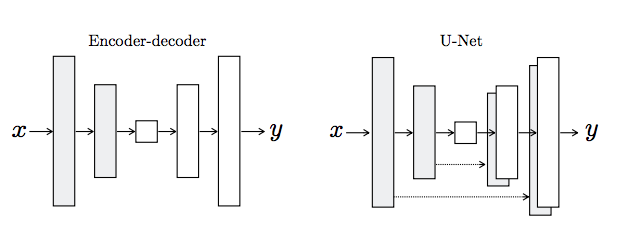 Encoder-decoder
x
y
U-Net
x
y